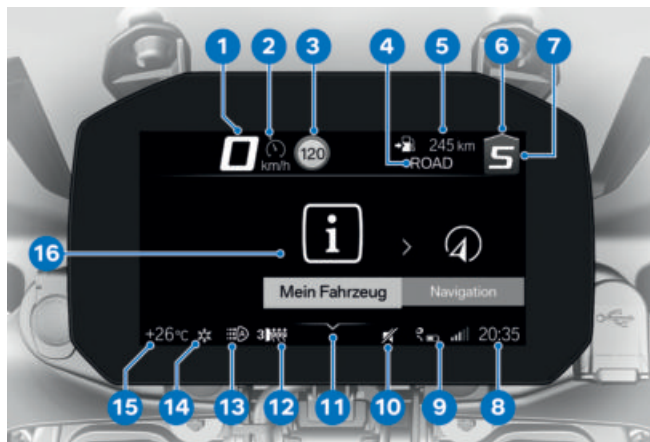 1 2 3 4 5 6 7
0 km/h 120 245 km S
ROAD
16 i >
Mein Fahrzeug Navigation
+26°C A 3 20:35
15 14 13 12 11 10 9 8